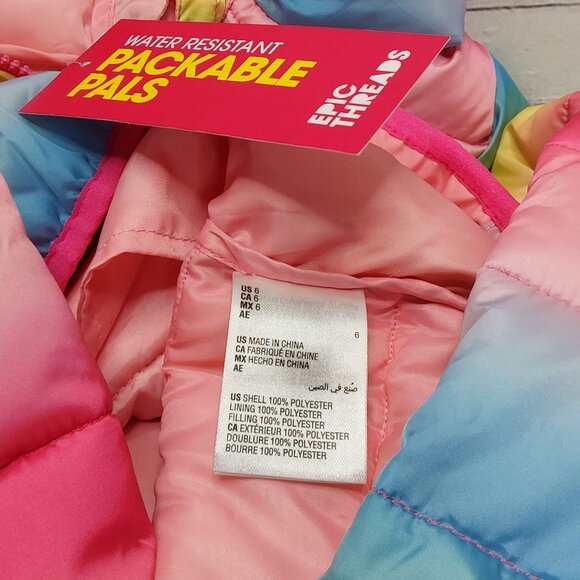 WATER RESISTANT
PACKABLE
PALS
EPIC
THREADS
US 6
CA 6
MX 6
AE
6
US MADE IN CHINA
CA FABRIQUÉ EN CHINE
MX HECHO EN CHINA
AE
صنع في الصين
US SHELL 100% POLYESTER
LINING 100% POLYESTER
FILLING 100% POLYESTER
CA EXTÉRIEUR 100% POLYESTER
DOUBLURE 100% POLYESTER
BOURRE 100% POLYESTER